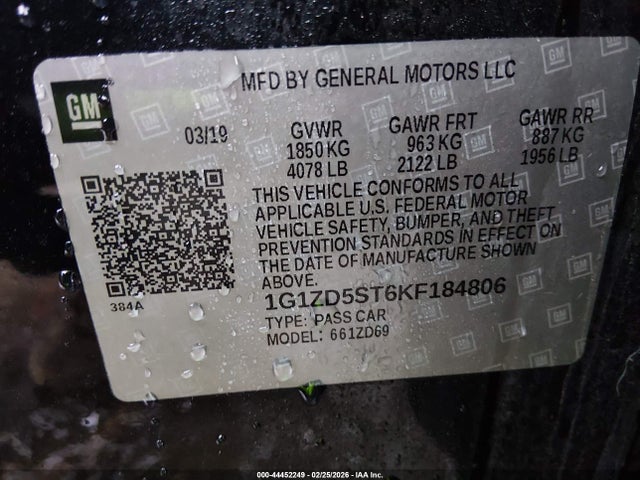 GM
MFD BY GENERAL MOTORS LLC
03/19 GVWR GAWR FRT GAWR RR
1850 KG 963 KG 887 KG
4078 LB 2122 LB 1956 LB
THIS VEHICLE CONFORMS TO ALL
APPLICABLE U.S. FEDERAL MOTOR
VEHICLE SAFETY, BUMPER, AND THEFT
PREVENTION STANDARDS IN EFFECT ON
THE DATE OF MANUFACTURE SHOWN
ABOVE.
384A
1G1ZD5ST6KF184806
TYPE: PASS CAR
MODEL: 661ZD69
000-44452249 - 02/25/2026 - IAA Inc.